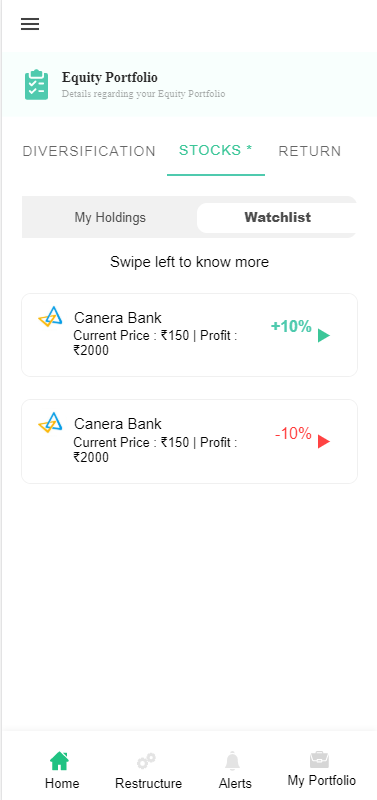 Equity Portfolio
Details regarding your Equity Portfolio
DIVERSIFICATION STOCKS * RETURN
My Holdings Watchlist
Swipe left to know more
Canera Bank
+10%
Current Price : ₹150 | Profit :
₹2000
Canera Bank
-10%
Current Price : ₹150 | Profit :
₹2000
Home Restructure Alerts My Portfolio